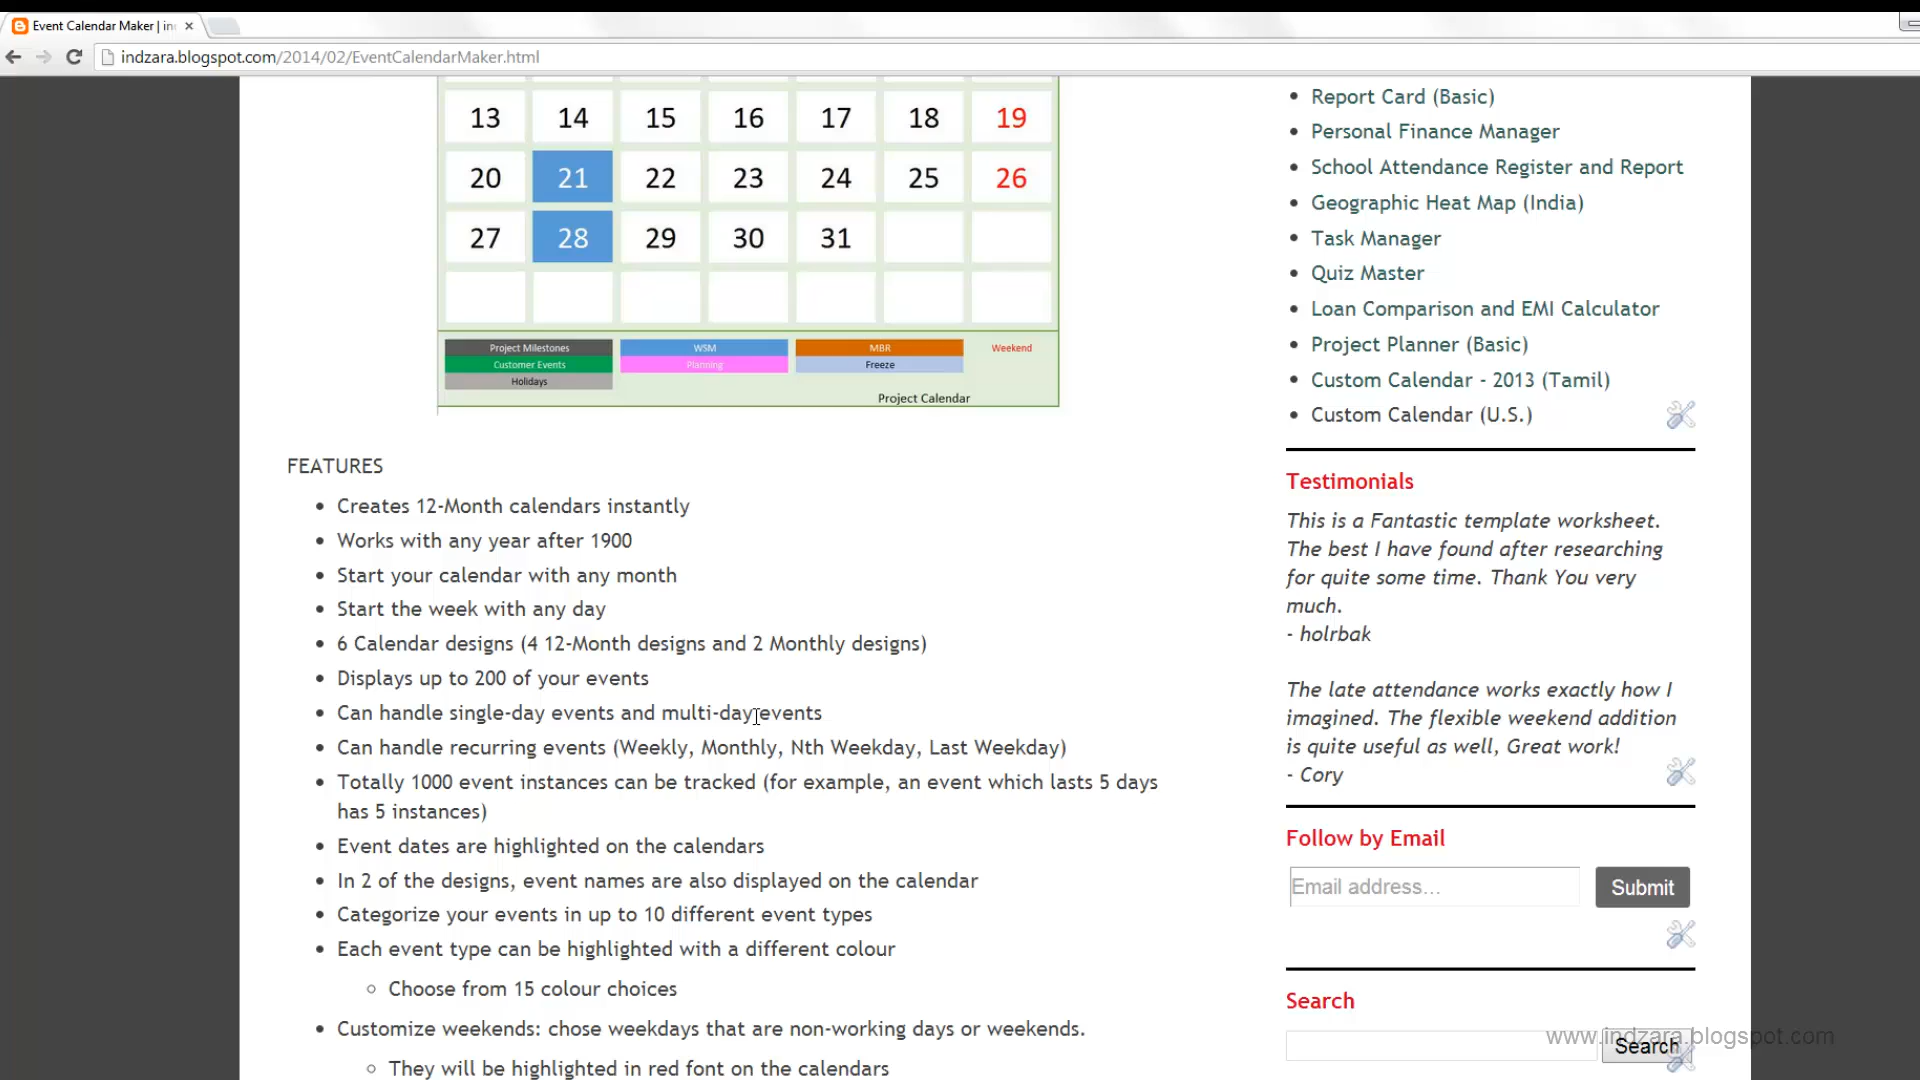 Event Calendar Maker | in
indzara.blogspot.com/2014/02/EventCalendarMaker.html
13 14 15 16 17 18 19
20 21 22 23 24 25 26
27 28 29 30 31
Project Milestones WSM MBR Weekend
Customer Events Planning Freeze
Holidays
Project Calendar
FEATURES
• Creates 12-Month calendars instantly
• Works with any year after 1900
• Start your calendar with any month
• Start the week with any day
• 6 Calendar designs (4 12-Month designs and 2 Monthly designs)
• Displays up to 200 of your events
• Can handle single-day events and multi-day events
• Can handle recurring events (Weekly, Monthly, Nth Weekday, Last Weekday)
• Totally 1000 event instances can be tracked (for example, an event which lasts 5 days
has 5 instances)
• Event dates are highlighted on the calendars
• In 2 of the designs, event names are also displayed on the calendar
• Categorize your events in up to 10 different event types
• Each event type can be highlighted with a different colour
○ Choose from 15 colour choices
• Customize weekends: chose weekdays that are non-working days or weekends.
○ They will be highlighted in red font on the calendars
• Report Card (Basic)
• Personal Finance Manager
• School Attendance Register and Report
• Geographic Heat Map (India)
• Task Manager
• Quiz Master
• Loan Comparison and EMI Calculator
• Project Planner (Basic)
• Custom Calendar - 2013 (Tamil)
• Custom Calendar (U.S.)
Testimonials
This is a Fantastic template worksheet.
The best I have found after researching
for quite some time. Thank You very
much.
- holrbak
The late attendance works exactly how I
imagined. The flexible weekend addition
is quite useful as well, Great work!
- Cory
Follow by Email
Email address... Submit
Search
www.indzara.blogspot.com
Search